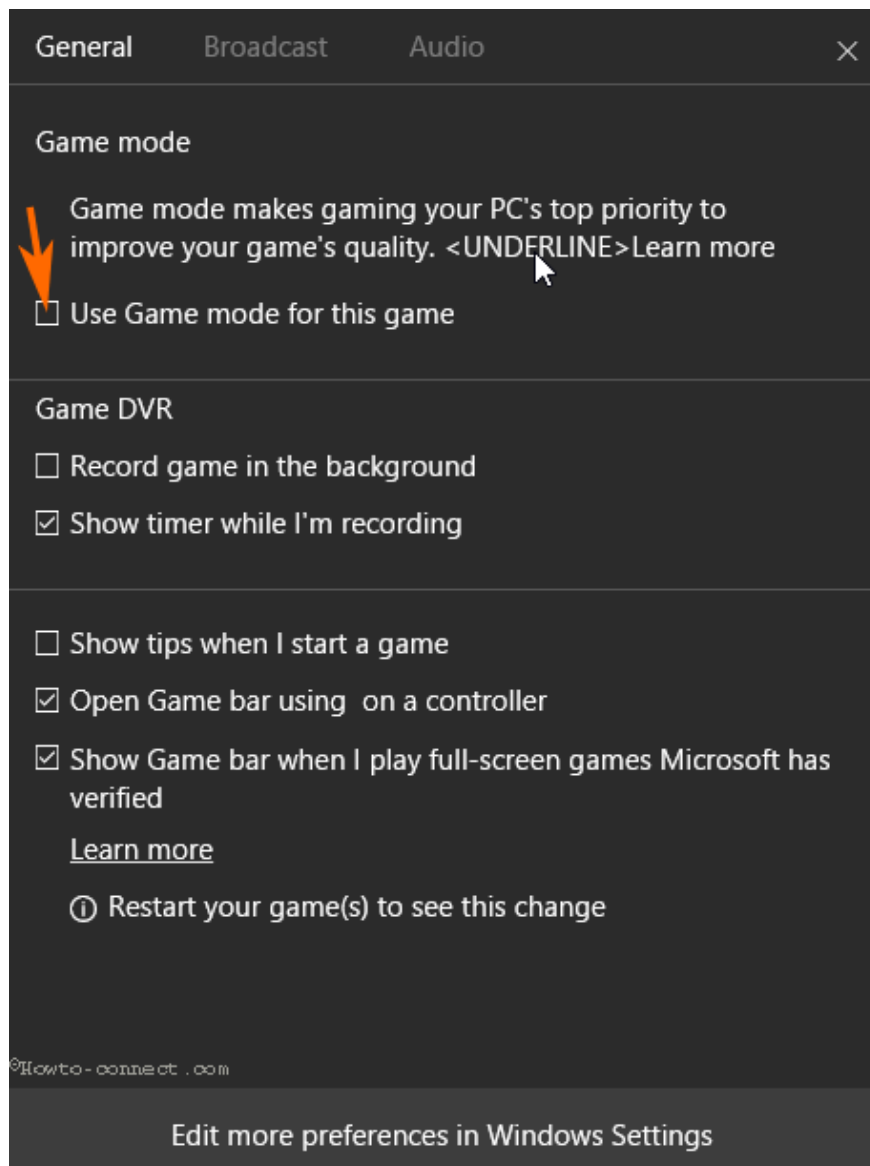 General Broadcast Audio
Game mode
Game mode makes gaming your PC's top priority to
improve your game's quality. <UNDERLINE>Learn more
Use Game mode for this game
Game DVR
Record game in the background
Show timer while I'm recording
Show tips when I start a game
Open Game bar using  on a controller
Show Game bar when I play full-screen games Microsoft has
verified
Learn more
Restart your game(s) to see this change
©Howto-connect.com
Edit more preferences in Windows Settings